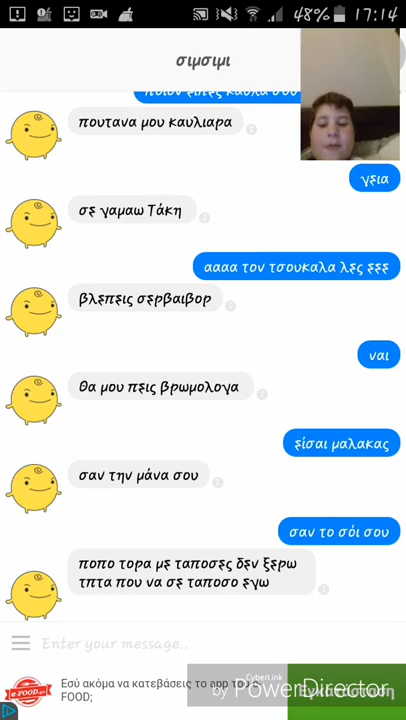 48% 17:14
σιμσιμι
πουτανα μου καυλιαρα
γεια
σε γαμαω Τάκη
αααα τον τσουκαλα λες εεε
βλεπεις σερβαιβορ
ναι
Θα μου πεις βρωμολογα
είσαι μαλακας
σαν την μάνα σου
σαν το σόι σου
ποπο τορα με ταποσες δεν ξερω
τπτα που να σε ταποσο εγω
Enter your message..
e-FOOD.gr
Εσύ ακόμα να κατεβάσεις το app του e-
FOOD;
Εγκατάσταση
CyberLink
by PowerDirector